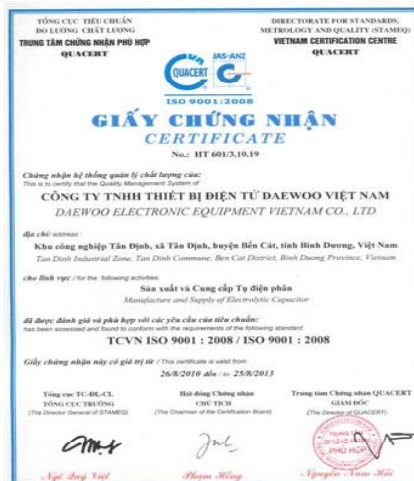 TỔNG CỤC TIÊU CHUẨN
ĐO LƯỜNG CHẤT LƯỢNG
TRUNG TÂM CHỨNG NHẬN PHÙ HỢP
QUACERT
DIRECTORATE FOR STANDARDS,
METROLOGY AND QUALITY (STAMEQ)
VIETNAM CERTIFICATION CENTRE
QUACERT
QUACERT
JAS-ANZ
ISO 9001:2008
GIẤY CHỨNG NHẬN
CERTIFICATE
No.: HT 601/3.10.19
Chứng nhận hệ thống quản lý chất lượng của:
This is to certify that the Quality Management System of
CÔNG TY TNHH THIẾT BỊ ĐIỆN TỬ DAEWOO VIỆT NAM
DAEWOO ELECTRONIC EQUIPMENT VIETNAM CO., LTD
địa chỉ/ address:
Khu công nghiệp Tân Định, xã Tân Định, huyện Bến Cát, tỉnh Bình Dương, Việt Nam
Tan Dinh Industrial Zone, Tan Dinh Commune, Ben Cat District, Binh Duong Province, Vietnam
cho lĩnh vực / for the following activities:
Sản xuất và Cung cấp Tụ điện phân
Manufacture and Supply of Electrolytic Capacitor
đã được đánh giá và phù hợp với các yêu cầu của tiêu chuẩn:
has been assessed and found to conform with the requirements of the following standard
TCVN ISO 9001 : 2008 / ISO 9001 : 2008
Giấy chứng nhận này có giá trị từ / This certificate is valid from:
26/8/2010 đến / to 25/8/2013
Tổng cục TC-ĐL-CL
TỔNG CỤC TRƯỞNG
(The Director General of STAMEQ)
Hội đồng Chứng nhận
CHỦ TỊCH
(The Chairman of the Certification Board)
Trung tâm Chứng nhận QUACERT
GIÁM ĐỐC
(The Director of QUACERT)
TRUNG TÂM
PHÙ HỢP
Ngô Quý Việt
Phạm Hồng
Nguyễn Nam Hải